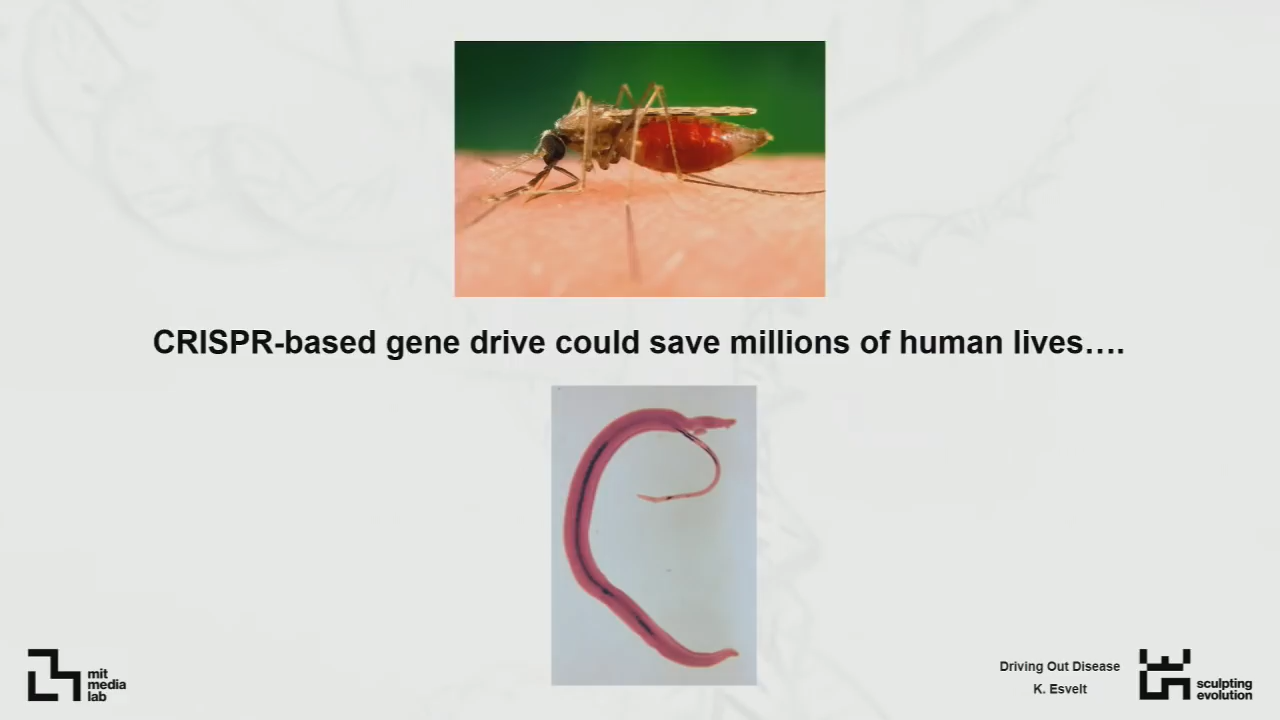 CRISPR-based gene drive could save millions of human lives….
mit
media
lab
Driving Out Disease
K. Esvelt
sculpting
evolution